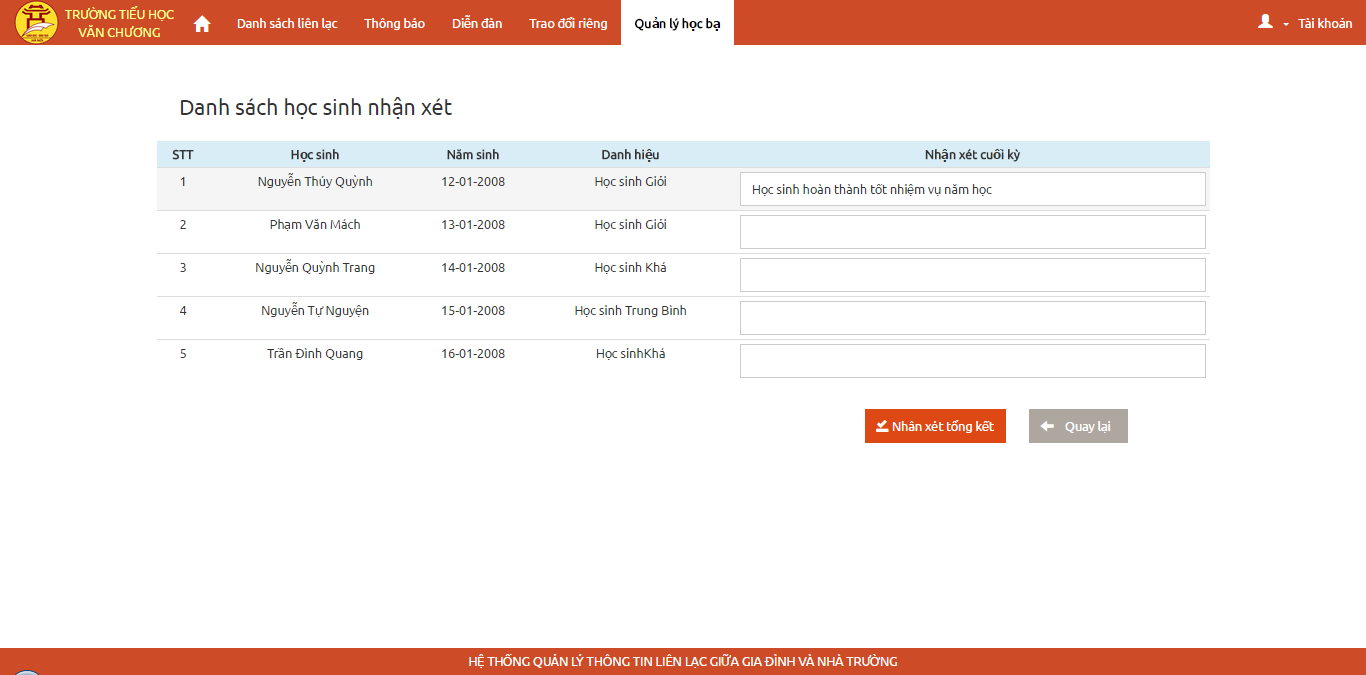 TRƯỜNG TIỂU HỌC
VĂN CHƯƠNG
Danh sách liên lạc Thông báo Diễn đàn Trao đổi riêng Quản lý học bạ Tài khoản
Danh sách học sinh nhận xét
STT Học sinh Năm sinh Danh hiệu Nhận xét cuối kỳ
1 Nguyễn Thúy Quỳnh 12-01-2008 Học sinh Giỏi Học sinh hoàn thành tốt nhiệm vụ năm học
2 Phạm Văn Mách 13-01-2008 Học sinh Giỏi
3 Nguyễn Quỳnh Trang 14-01-2008 Học sinh Khá
4 Nguyễn Tự Nguyện 15-01-2008 Học sinh Trung Bình
5 Trần Đình Quang 16-01-2008 Học sinhKhá
Nhận xét tổng kết Quay lại
HỆ THỐNG QUẢN LÝ THÔNG TIN LIÊN LẠC GIỮA GIA ĐÌNH VÀ NHÀ TRƯỜNG